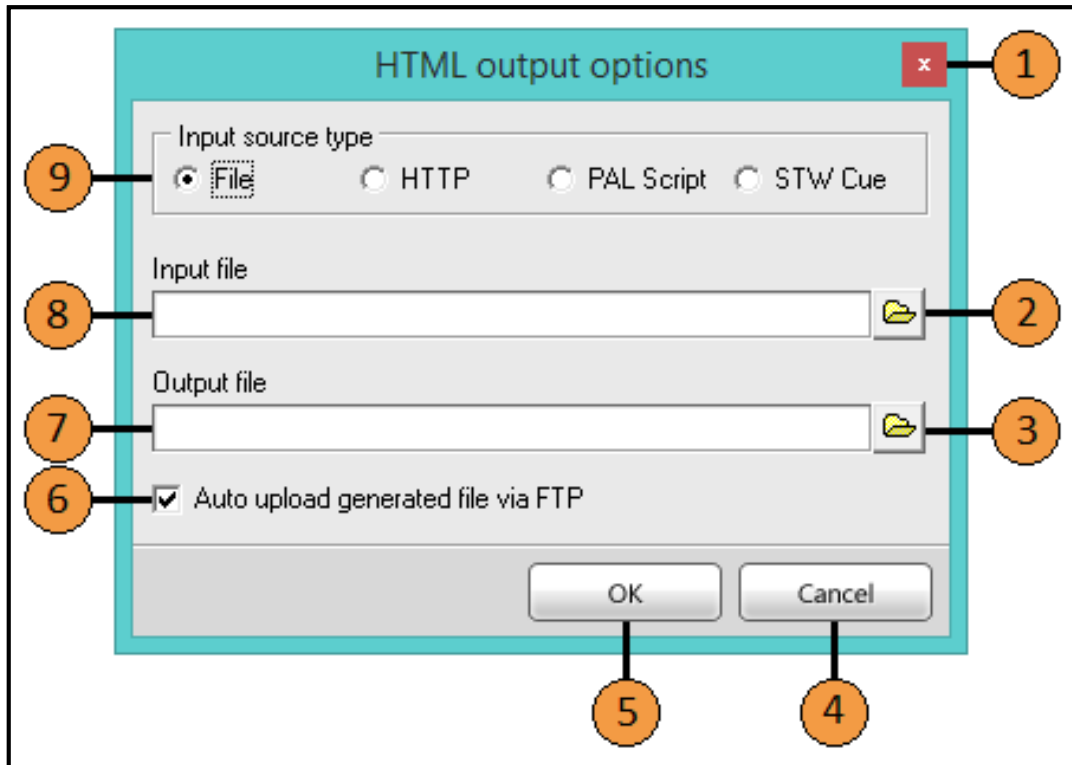 HTML output options
x
1
Input source type
9
File
HTTP
PAL Script
STW Cue
Input file
8
2
Output file
7
3
6
Auto upload generated file via FTP
OK
Cancel
5
4